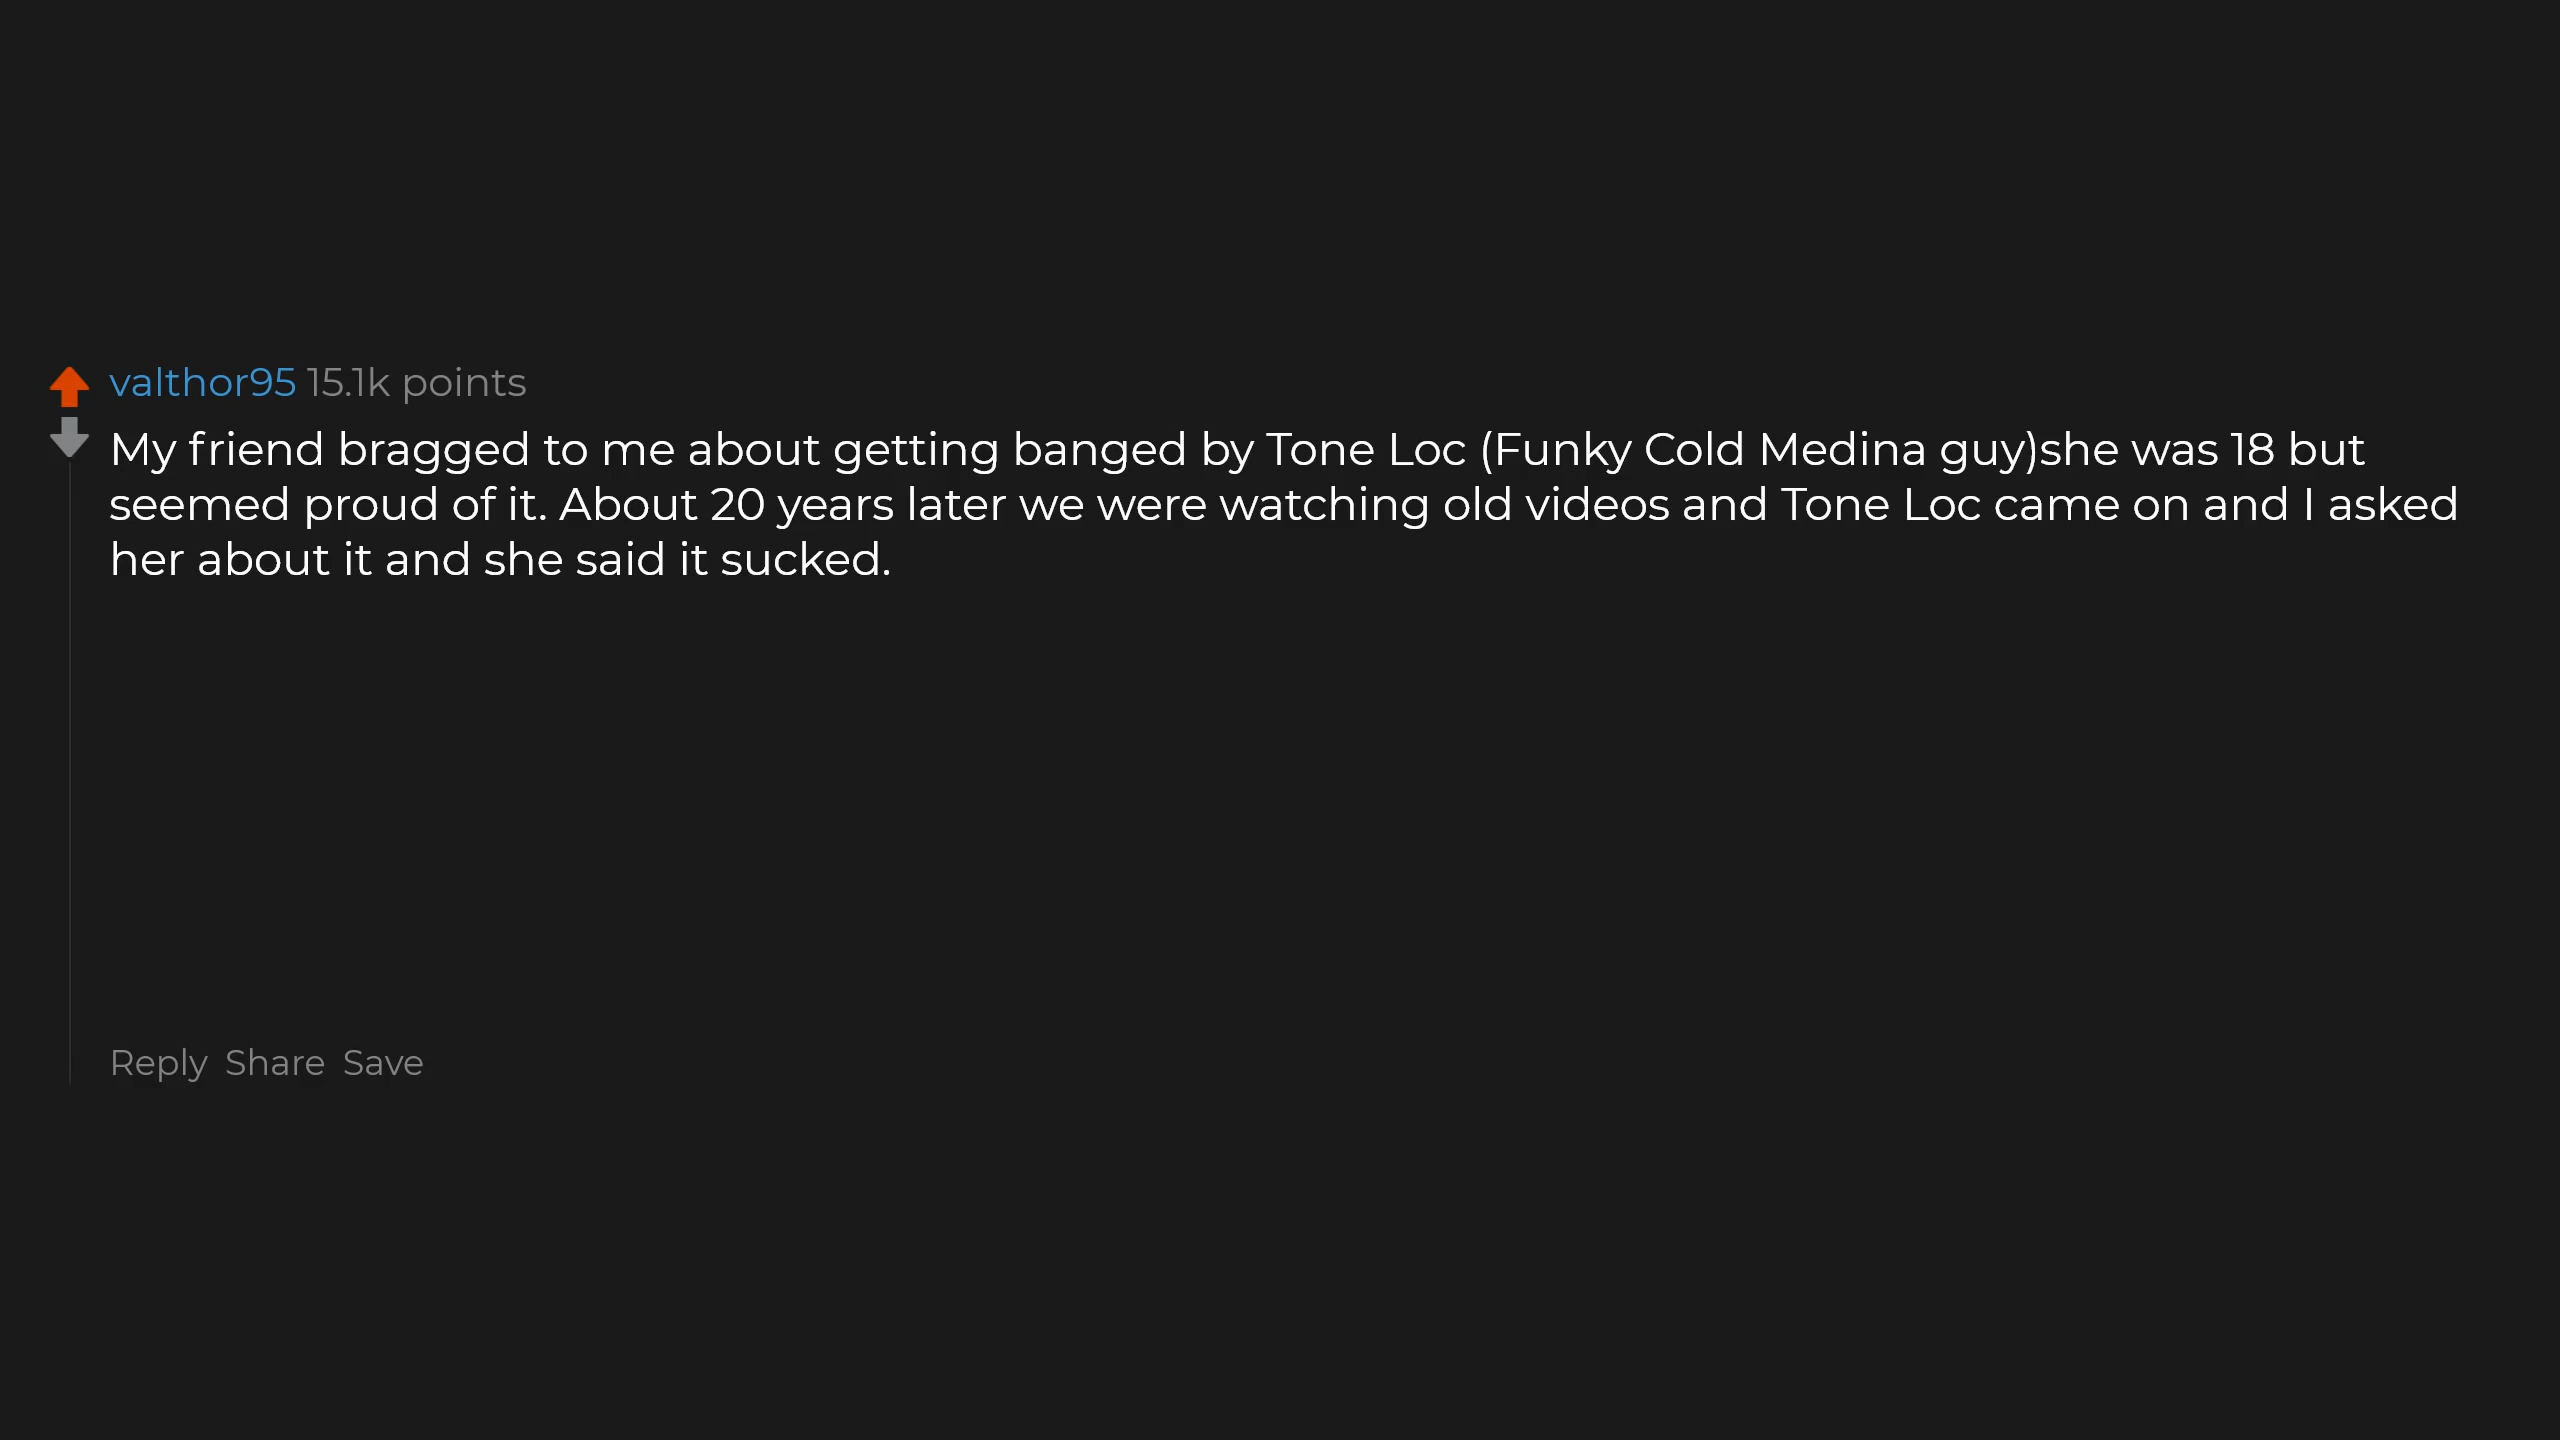 valthor95 15.1k points
My friend bragged to me about getting banged by Tone Loc (Funky Cold Medina guy)she was 18 but
seemed proud of it. About 20 years later we were watching old videos and Tone Loc came on and I asked
her about it and she said it sucked.
Reply Share Save